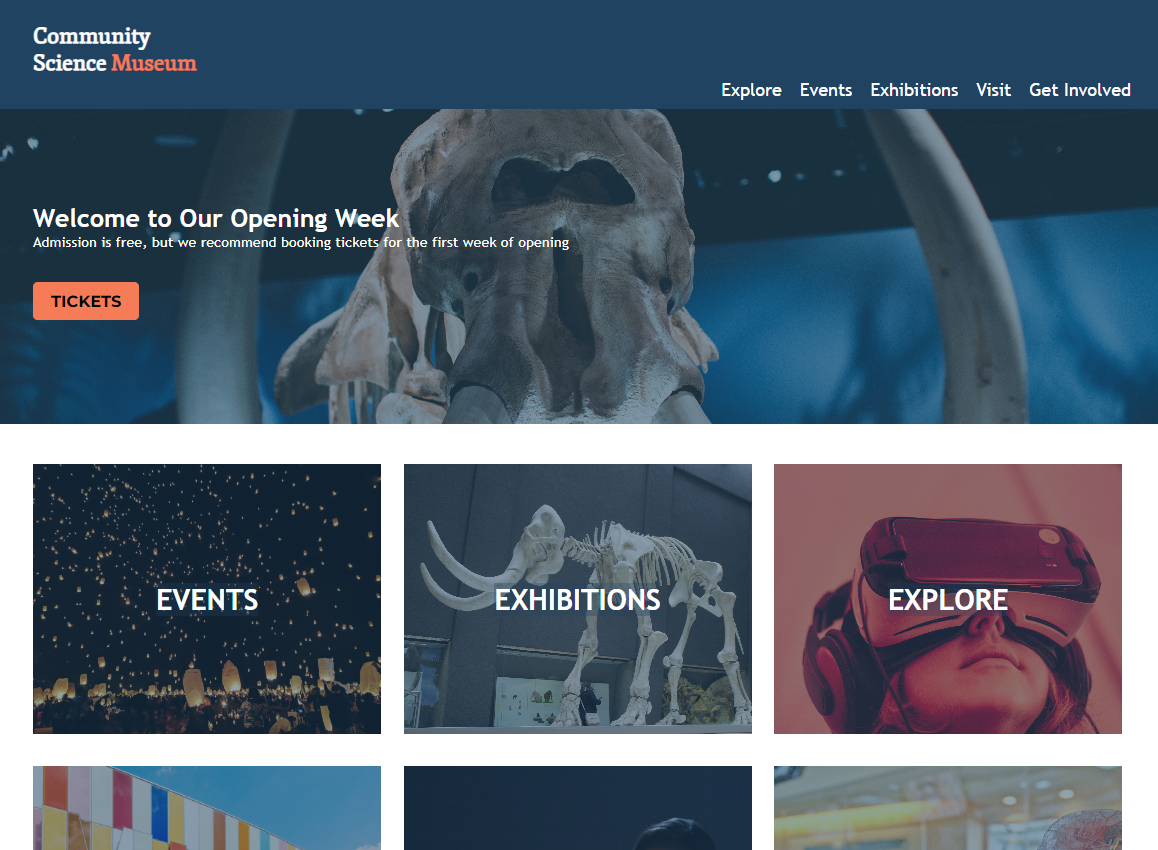 Community
Science Museum
Explore Events Exhibitions Visit Get Involved
Welcome to Our Opening Week
Admission is free, but we recommend booking tickets for the first week of opening
TICKETS
EVENTS
EXHIBITIONS
EXPLORE